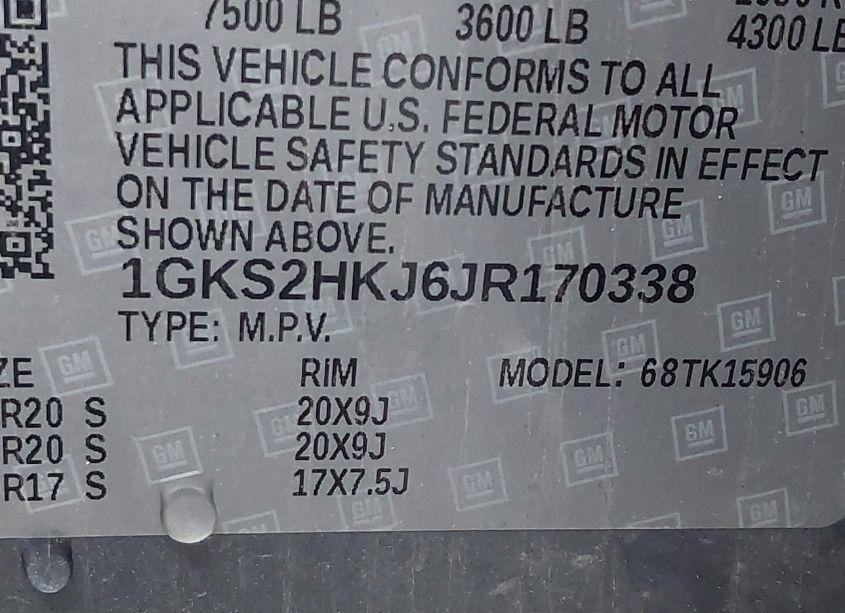 7500 LB 3600 LB 4300 LB
THIS VEHICLE CONFORMS TO ALL
APPLICABLE U.S. FEDERAL MOTOR
VEHICLE SAFETY STANDARDS IN EFFECT
ON THE DATE OF MANUFACTURE
SHOWN ABOVE.
1GKS2HKJ6JR170338
TYPE: M.P.V.
ZE RIM MODEL: 68TK15906
R20 S 20X9J
R20 S 20X9J
R17 S 17X7.5J